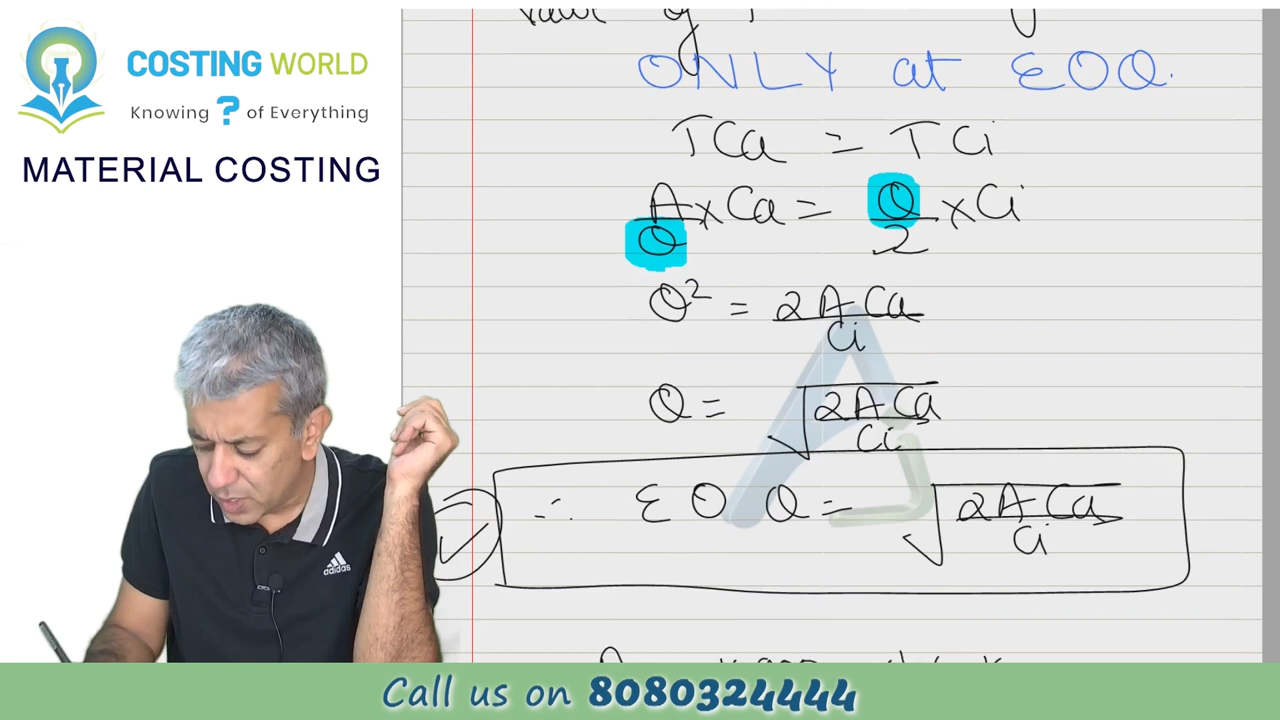 COSTING WORLD
Knowing ? of Everything
MATERIAL COSTING
of
ONLY at EOQ.
TCa = TCi
A/Q × Ca = Q/2 × Ci
Q² = 2ACa/Ci
Q = √(2ACa/Ci)
∴ EOQ = √(2ACa/Ci)
adidas
Call us on 8080324444